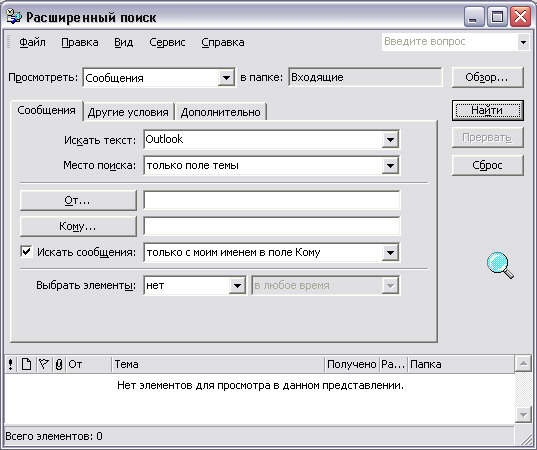 Расширенный поиск
Файл Правка Вид Сервис Справка Введите вопрос
Просмотреть: Сообщения в папке: Входящие Обзор...
Сообщения Другие условия Дополнительно Найти
Искать текст: Outlook Прервать
Место поиска: только поле темы Сброс
От...
Кому...
Искать сообщения: только с моим именем в поле Кому
Выбрать элементы: нет в любое время
! От Тема Получено Ра... Папка
Нет элементов для просмотра в данном представлении.
Всего элементов: 0